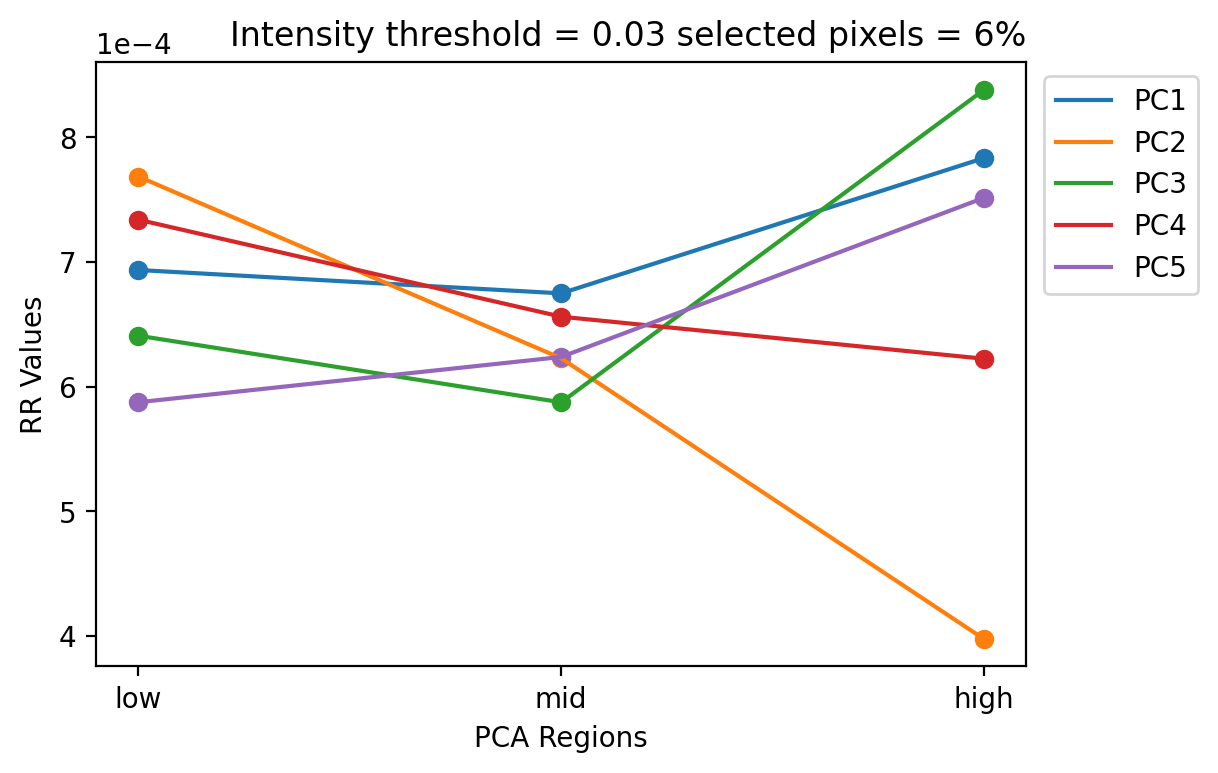 Intensity threshold = 0.03 selected pixels = 6%
1e−4
8
7
6
5
4
RR Values
low mid high
PCA Regions
PC1
PC2
PC3
PC4
PC5